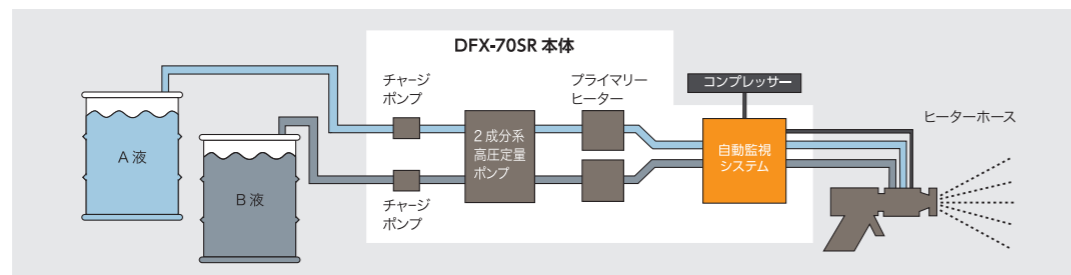 DFX-70SR 本体
チャージ
ポンプ
プライマリー
ヒーター
コンプレッサー
ヒーターホース
A 液
B 液
2 成分系
高圧定量
ポンプ
自動監視
システム
チャージ
ポンプ